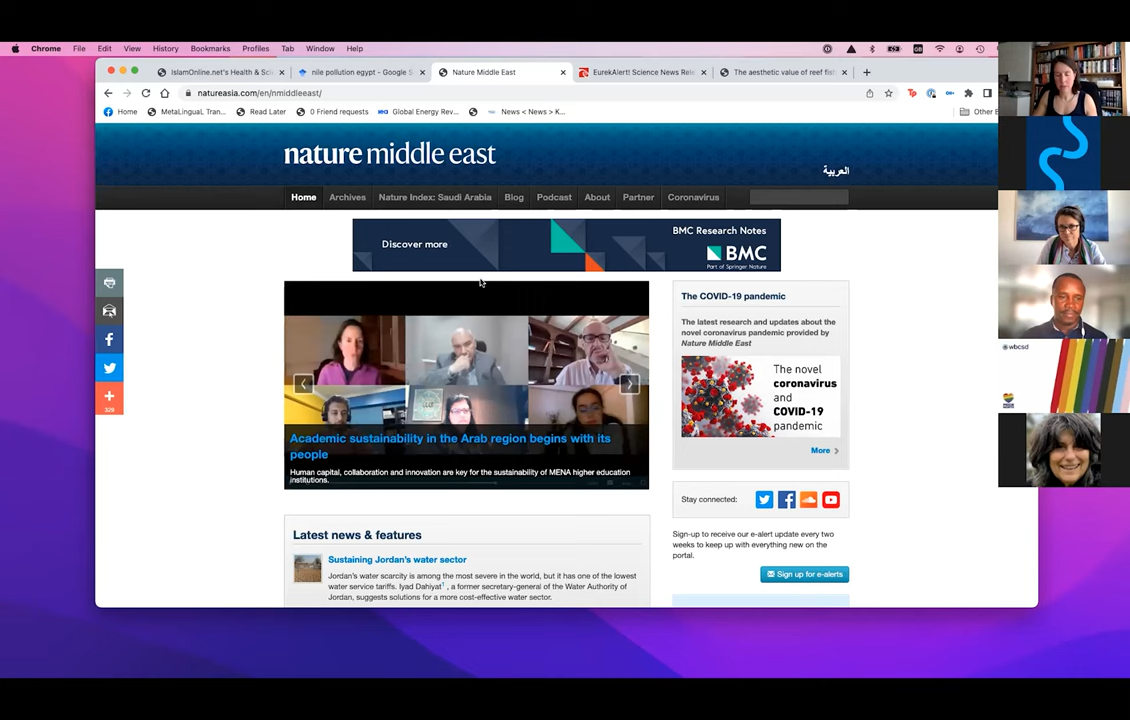 Chrome File Edit View History Bookmarks Profiles Tab Window Help
IslamOnline.net's Health & Sci
nile pollution egypt - Google S
Nature Middle East
EurekAlert! Science News Rele
The aesthetic value of reef fis
natureasia.com/en/nmiddleeast/
Home
MetaLingual, Tran...
Read Later
0 Friend requests
Global Energy Rev...
News < News > K...
Other B
nature middle east
العربية
Home Archives Nature Index: Saudi Arabia Blog Podcast About Partner Coronavirus
Discover more
BMC Research Notes
BMC
Part of Springer Nature
329
Academic sustainability in the Arab region begins with its
people
Human capital, collaboration and innovation are key for the sustainability of MENA higher education
institutions.
The COVID-19 pandemic
The latest research and updates about the
novel coronavirus pandemic provided by
Nature Middle East
The novel
coronavirus
and
COVID-19
pandemic
More
Stay connected:
Sign-up to receive our e-alert update every two
weeks to keep up with everything new on the
portal.
Sign up for e-alerts
Latest news & features
Sustaining Jordan's water sector
Jordan's water scarcity is among the most severe in the world, but it has one of the lowest
water service tariffs. Iyad Dahiyat¹, a former secretary-general of the Water Authority of
Jordan, suggests solutions for a more cost-effective water sector.
wbcsd